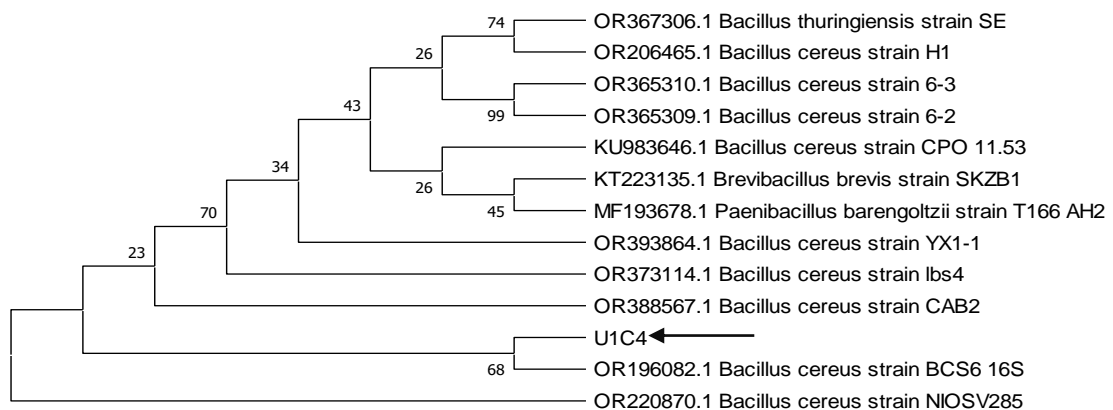 74
OR367306.1 Bacillus thuringiensis strain SE
26
OR206465.1 Bacillus cereus strain H1
OR365310.1 Bacillus cereus strain 6-3
43
99
OR365309.1 Bacillus cereus strain 6-2
KU983646.1 Bacillus cereus strain CPO 11.53
34
26
KT223135.1 Brevibacillus brevis strain SKZB1
45
MF193678.1 Paenibacillus barengoltzii strain T166 AH2
70
OR393864.1 Bacillus cereus strain YX1-1
23
OR373114.1 Bacillus cereus strain lbs4
OR388567.1 Bacillus cereus strain CAB2
U1C4
68
OR196082.1 Bacillus cereus strain BCS6 16S
OR220870.1 Bacillus cereus strain NIOSV285